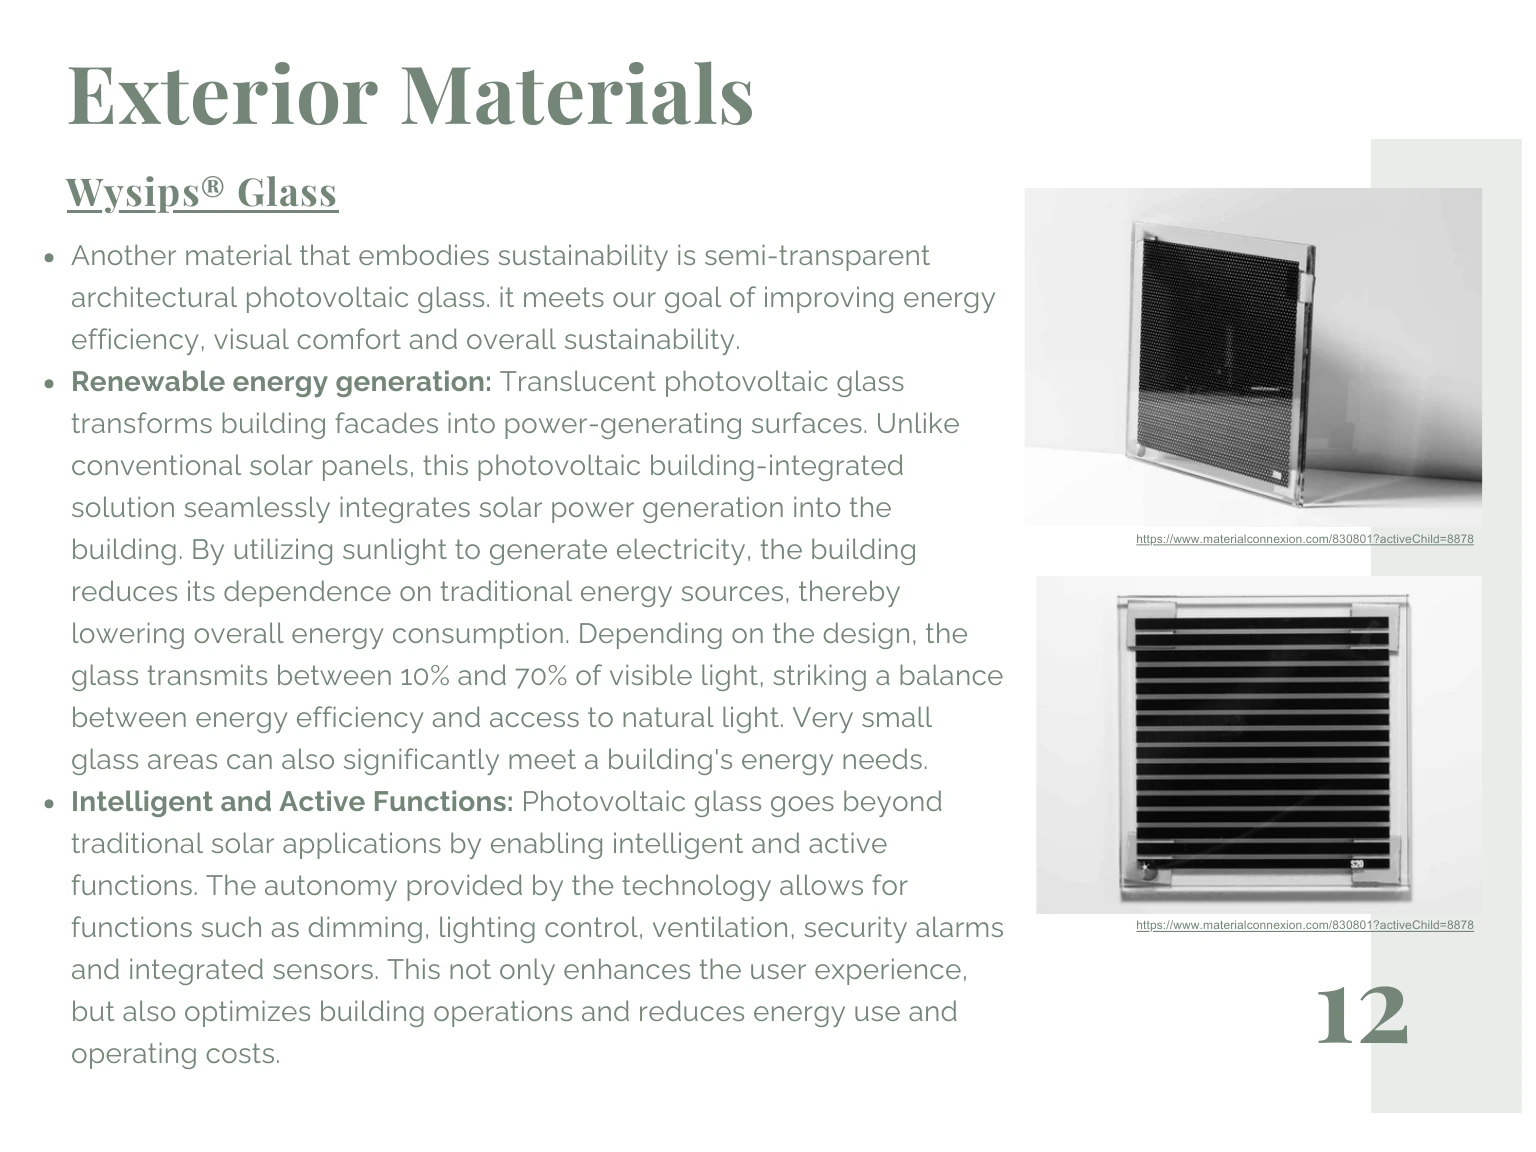 Exterior Materials
Wysips® Glass
• Another material that embodies sustainability is semi-transparent
architectural photovoltaic glass. it meets our goal of improving energy
efficiency, visual comfort and overall sustainability.
• Renewable energy generation: Translucent photovoltaic glass
transforms building facades into power-generating surfaces. Unlike
conventional solar panels, this photovoltaic building-integrated
solution seamlessly integrates solar power generation into the
building. By utilizing sunlight to generate electricity, the building
reduces its dependence on traditional energy sources, thereby
lowering overall energy consumption. Depending on the design, the
glass transmits between 10% and 70% of visible light, striking a balance
between energy efficiency and access to natural light. Very small
glass areas can also significantly meet a building's energy needs.
• Intelligent and Active Functions: Photovoltaic glass goes beyond
traditional solar applications by enabling intelligent and active
functions. The autonomy provided by the technology allows for
functions such as dimming, lighting control, ventilation, security alarms
and integrated sensors. This not only enhances the user experience,
but also optimizes building operations and reduces energy use and
operating costs.
https://www.materialconnexion.com/830801?activeChild=8878
S20
https://www.materialconnexion.com/830801?activeChild=8878
12